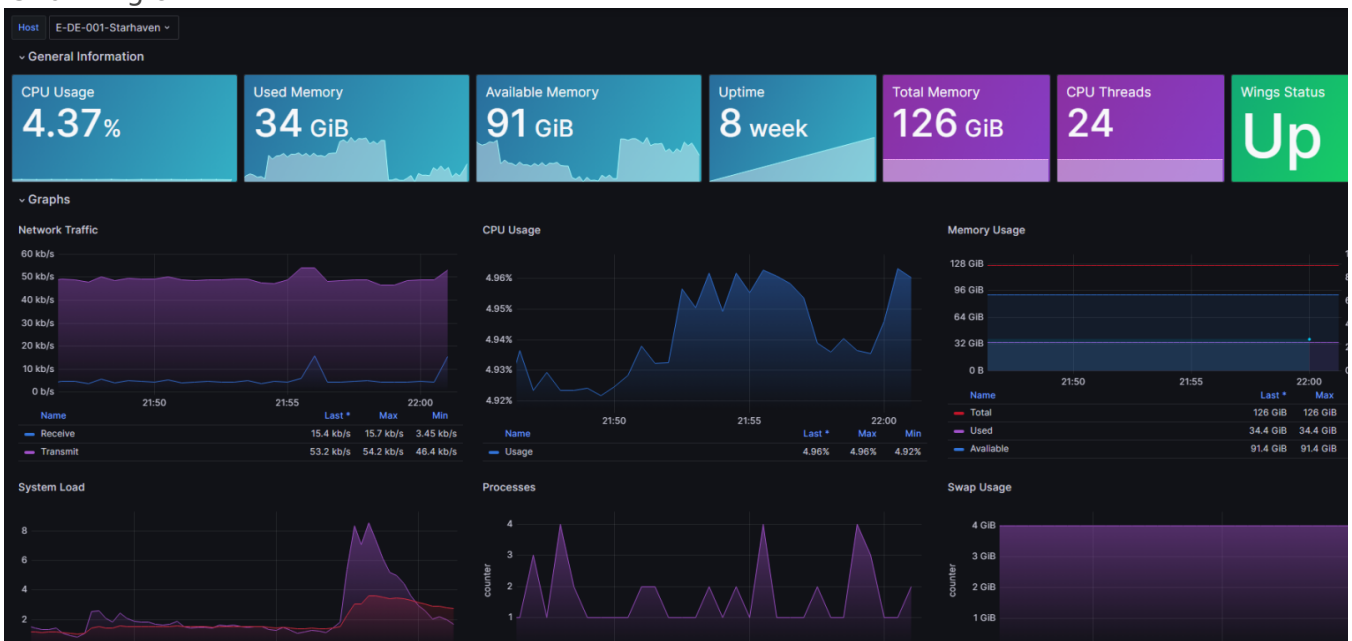 Host E-DE-001-Starhaven
General Information
CPU Usage
4.37%
Used Memory
34 GiB
Available Memory
91 GiB
Uptime
8 week
Total Memory
126 GiB
CPU Threads
24
Wings Status
Up
Graphs
Network Traffic
60 kb/s
50 kb/s
40 kb/s
30 kb/s
20 kb/s
10 kb/s
0 b/s
21:50 21:55 22:00
Name Last * Max Min
Receive 15.4 kb/s 15.7 kb/s 3.45 kb/s
Transmit 53.2 kb/s 54.2 kb/s 46.4 kb/s
CPU Usage
4.96%
4.95%
4.94%
4.93%
4.92%
21:50 21:55 22:00
Name Last * Max Min
Usage 4.96% 4.96% 4.92%
Memory Usage
128 GiB
96 GiB
64 GiB
32 GiB
0 B
21:50 21:55 22:00
Name Last * Max
Total 126 GiB 126 GiB
Used 34.4 GiB 34.4 GiB
Available 91.4 GiB 91.4 GiB
System Load
8
6
4
2
Processes
counter
4
3
2
1
Swap Usage
counter
4 GiB
3 GiB
2 GiB
1 GiB